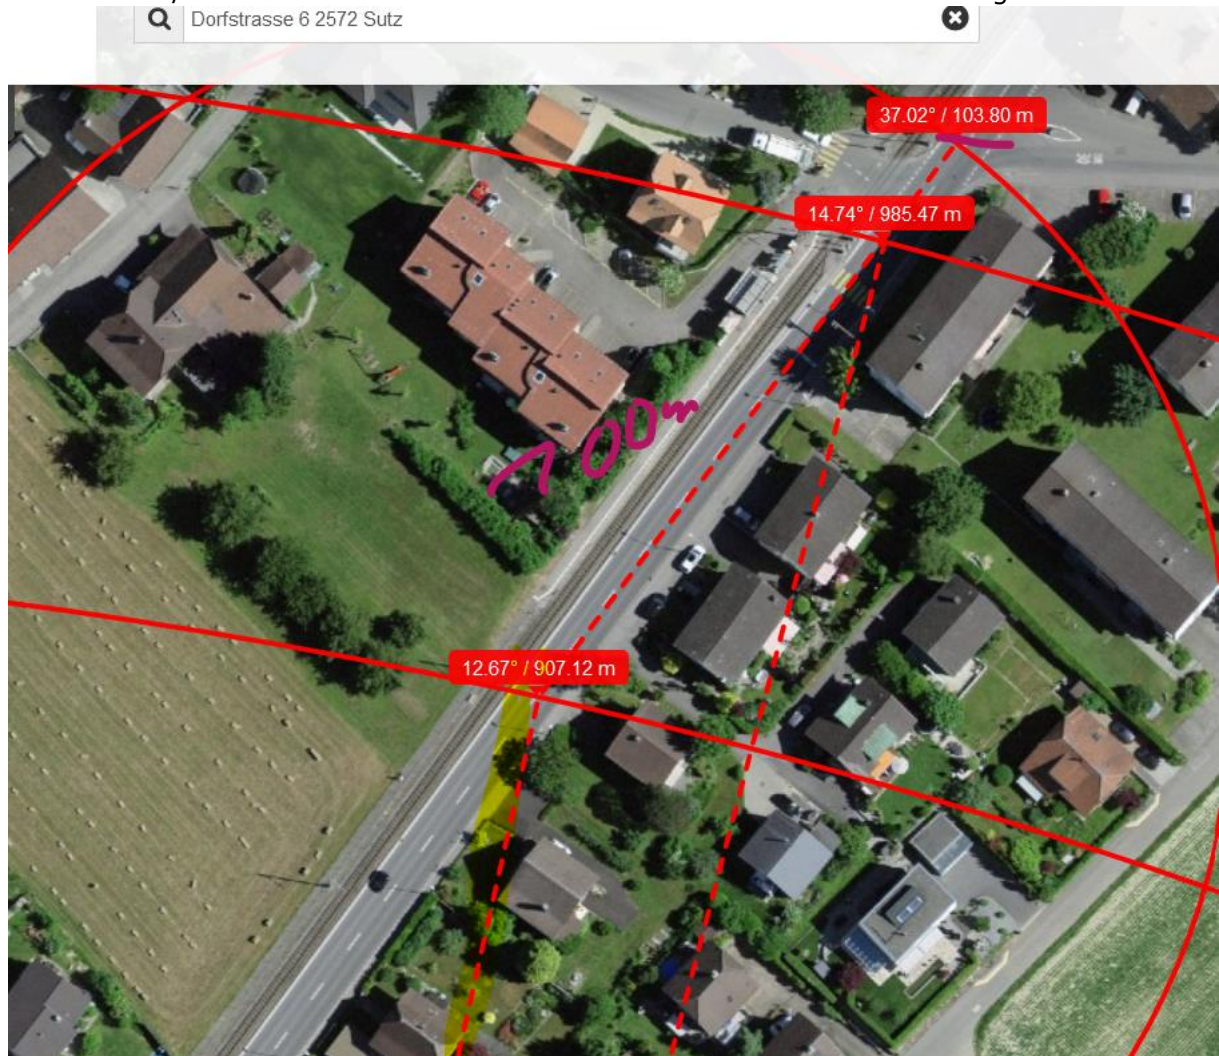 Dorfstrasse 6 2572 Sutz
37.02° / 103.80 m
14.74° / 985.47 m
100m
12.67° / 907.12 m